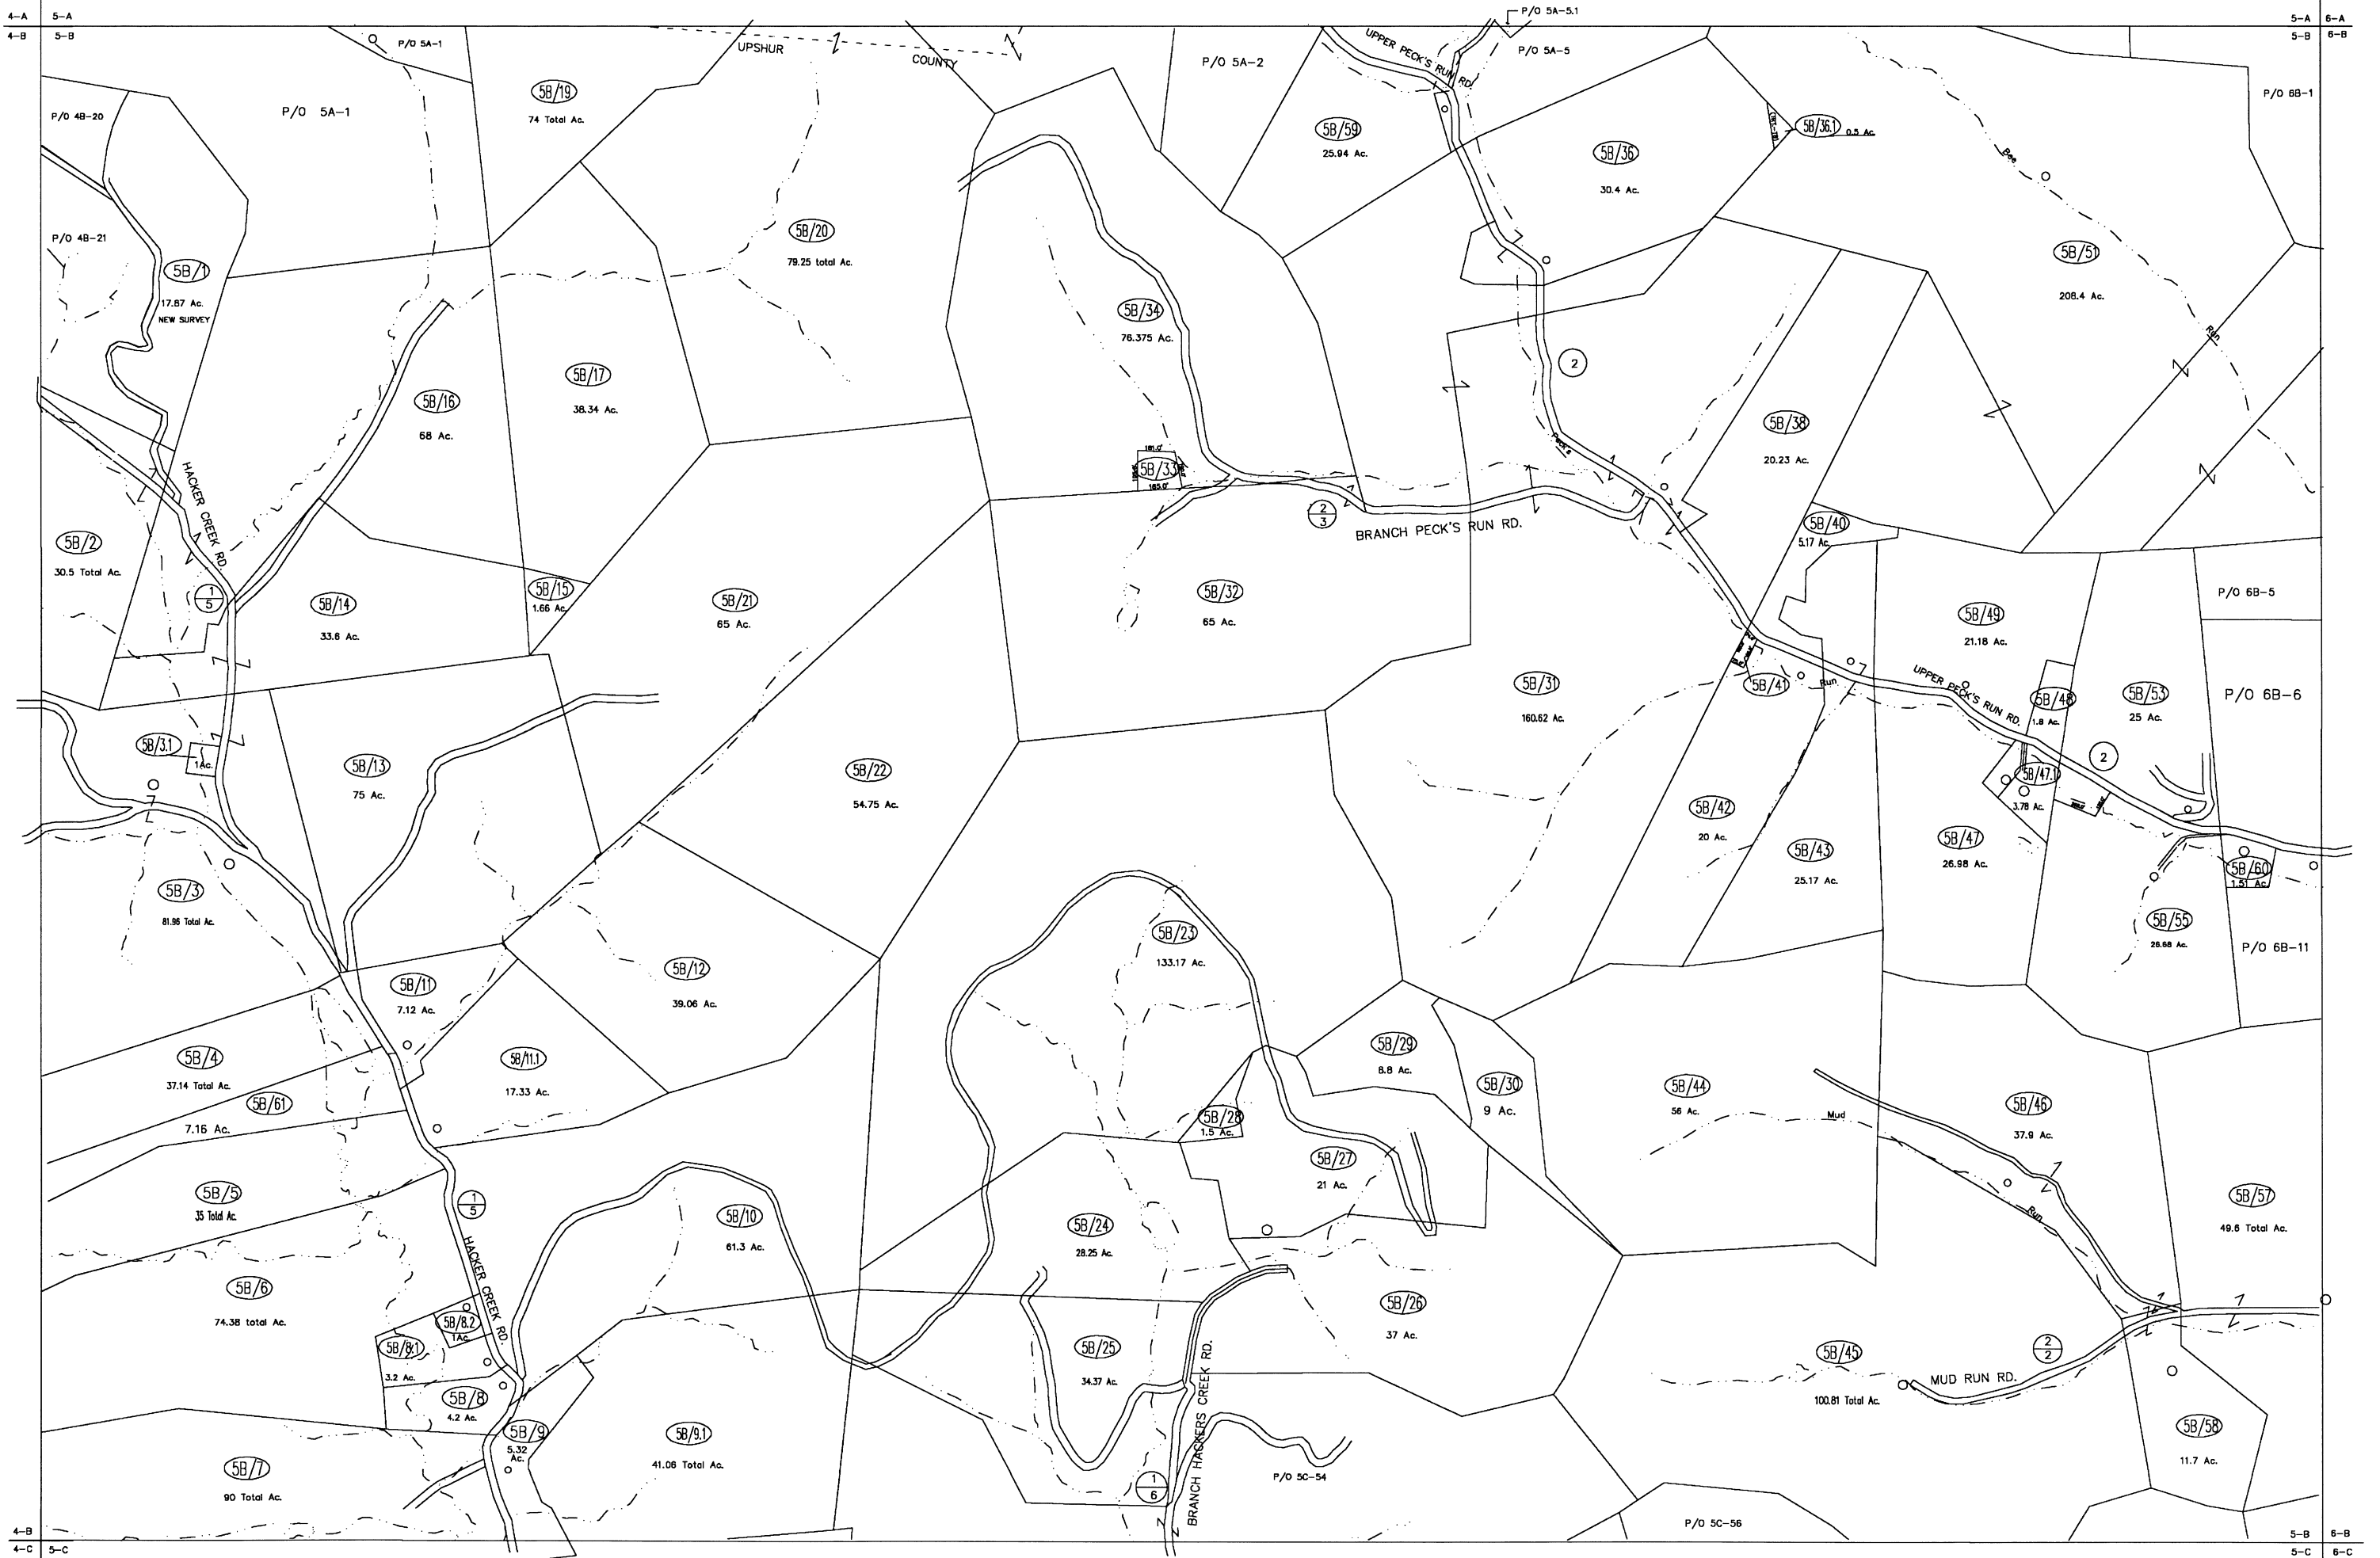 4-A 5-A
4-B 5-B
P/O 5A-5.1
5-A 6-A
5-B 6-B
P/O 5A-1
UPSHUR
COUNTY
P/O 5A-2
UPPER PECK'S RUN RD.
P/O 5A-5
P/O 6B-1
P/O 4B-20
P/O 5A-1
5B/19
74 Total Ac.
5B/59
25.94 Ac.
5B/36
30.4 Ac.
5B/36.1
0.5 Ac.
Bee
P/O 4B-21
5B/1
17.87 Ac.
NEW SURVEY
5B/20
79.25 total Ac.
5B/51
208.4 Ac.
Run
5B/34
76.375 Ac.
2
5B/17
38.34 Ac.
5B/16
68 Ac.
5B/38
20.23 Ac.
Peck's
181.0'
5B/33
165.0'
HACKER CREEK RD.
2
3
BRANCH PECK'S RUN RD.
5B/40
5.17 Ac.
5B/2
30.5 Total Ac.
1
5
5B/14
33.6 Ac.
5B/15
1.66 Ac.
5B/21
65 Ac.
5B/32
65 Ac.
5B/49
21.18 Ac.
P/O 6B-5
5B/31
160.62 Ac.
5B/41
Run
UPPER PECK'S RUN RD.
5B/48
1.8 Ac.
5B/53
25 Ac.
P/O 6B-6
5B/3.1
1Ac.
5B/13
75 Ac.
5B/22
54.75 Ac.
2
5B/47.1
3.78 Ac.
5B/42
20 Ac.
5B/43
25.17 Ac.
5B/47
26.98 Ac.
5B/60
1.51 Ac.
5B/3
81.96 Total Ac.
5B/23
133.17 Ac.
5B/55
26.68 Ac.
P/O 6B-11
5B/12
39.06 Ac.
5B/11
7.12 Ac.
5B/4
37.14 Total Ac.
5B/11.1
17.33 Ac.
5B/29
8.8 Ac.
5B/30
9 Ac.
5B/44
56 Ac.
Mud
5B/46
37.9 Ac.
5B/61
7.16 Ac.
5B/28
1.5 Ac.
5B/27
21 Ac.
5B/5
35 Total Ac.
1
5
5B/10
61.3 Ac.
5B/24
28.25 Ac.
Run
5B/57
49.6 Total Ac.
HACKER CREEK RD.
5B/6
74.38 total Ac.
5B/8.2
1Ac.
5B/8.1
3.2 Ac.
5B/26
37 Ac.
5B/25
34.37 Ac.
BRANCH HACKERS CREEK RD.
5B/45
100.81 Total Ac.
2
2
MUD RUN RD.
5B/8
4.2 Ac.
5B/9
5.32
Ac.
5B/9.1
41.06 Total Ac.
5B/58
11.7 Ac.
5B/7
90 Total Ac.
1
6
P/O 5C-54
P/O 5C-56
4-B
4-C 5-C
5-B 6-B
5-C 6-C